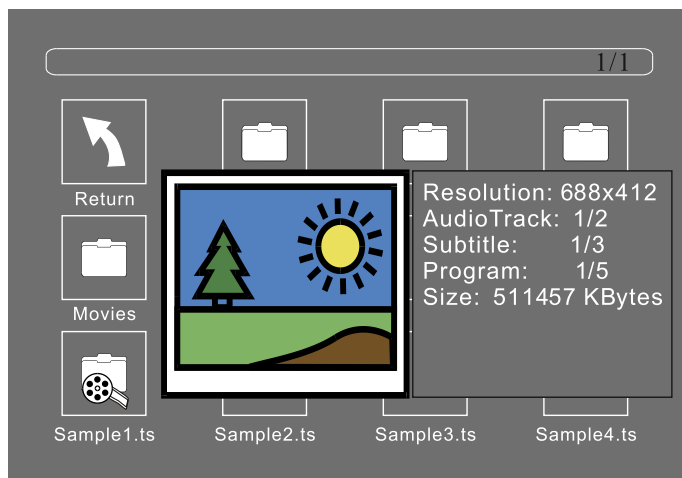 1/1
Return
Resolution: 688x412
AudioTrack: 1/2
Subtitle: 1/3
Program: 1/5
Size: 511457 KBytes
Movies
Sample1.ts Sample2.ts Sample3.ts Sample4.ts